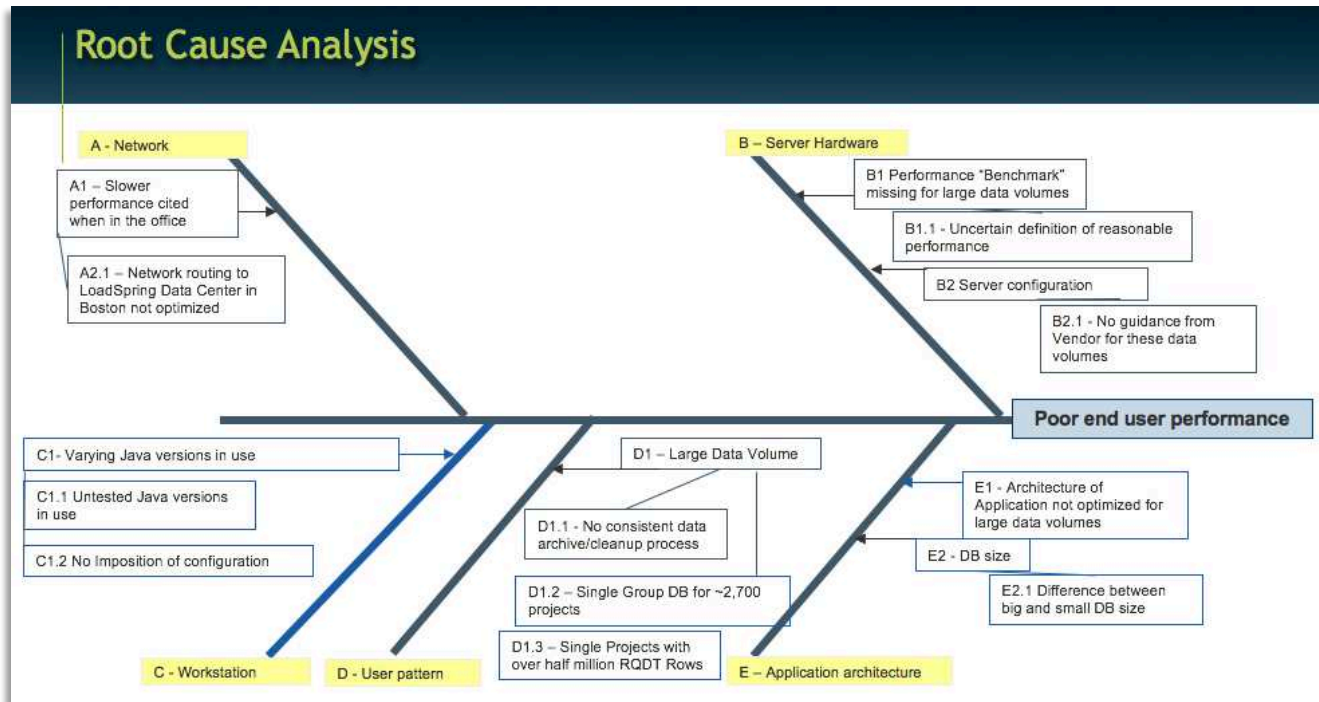 Root Cause Analysis
A - Network
A1 – Slower
performance cited
when in the office
A2.1 – Network routing to
LoadSpring Data Center in
Boston not optimized
B – Server Hardware
B1 Performance "Benchmark"
missing for large data volumes
B1.1 - Uncertain definition of reasonable
performance
B2 Server configuration
B2.1 - No guidance from
Vendor for these data
volumes
Poor end user performance
C1- Varying Java versions in use
C1.1 Untested Java versions
in use
C1.2 No Imposition of configuration
C - Workstation
D1 – Large Data Volume
D1.1 - No consistent data
archive/cleanup process
D1.2 – Single Group DB for ~2,700
projects
D1.3 – Single Projects with
over half million RQDT Rows
D - User pattern
E1 - Architecture of
Application not optimized for
large data volumes
E2 - DB size
E2.1 Difference between
big and small DB size
E – Application architecture